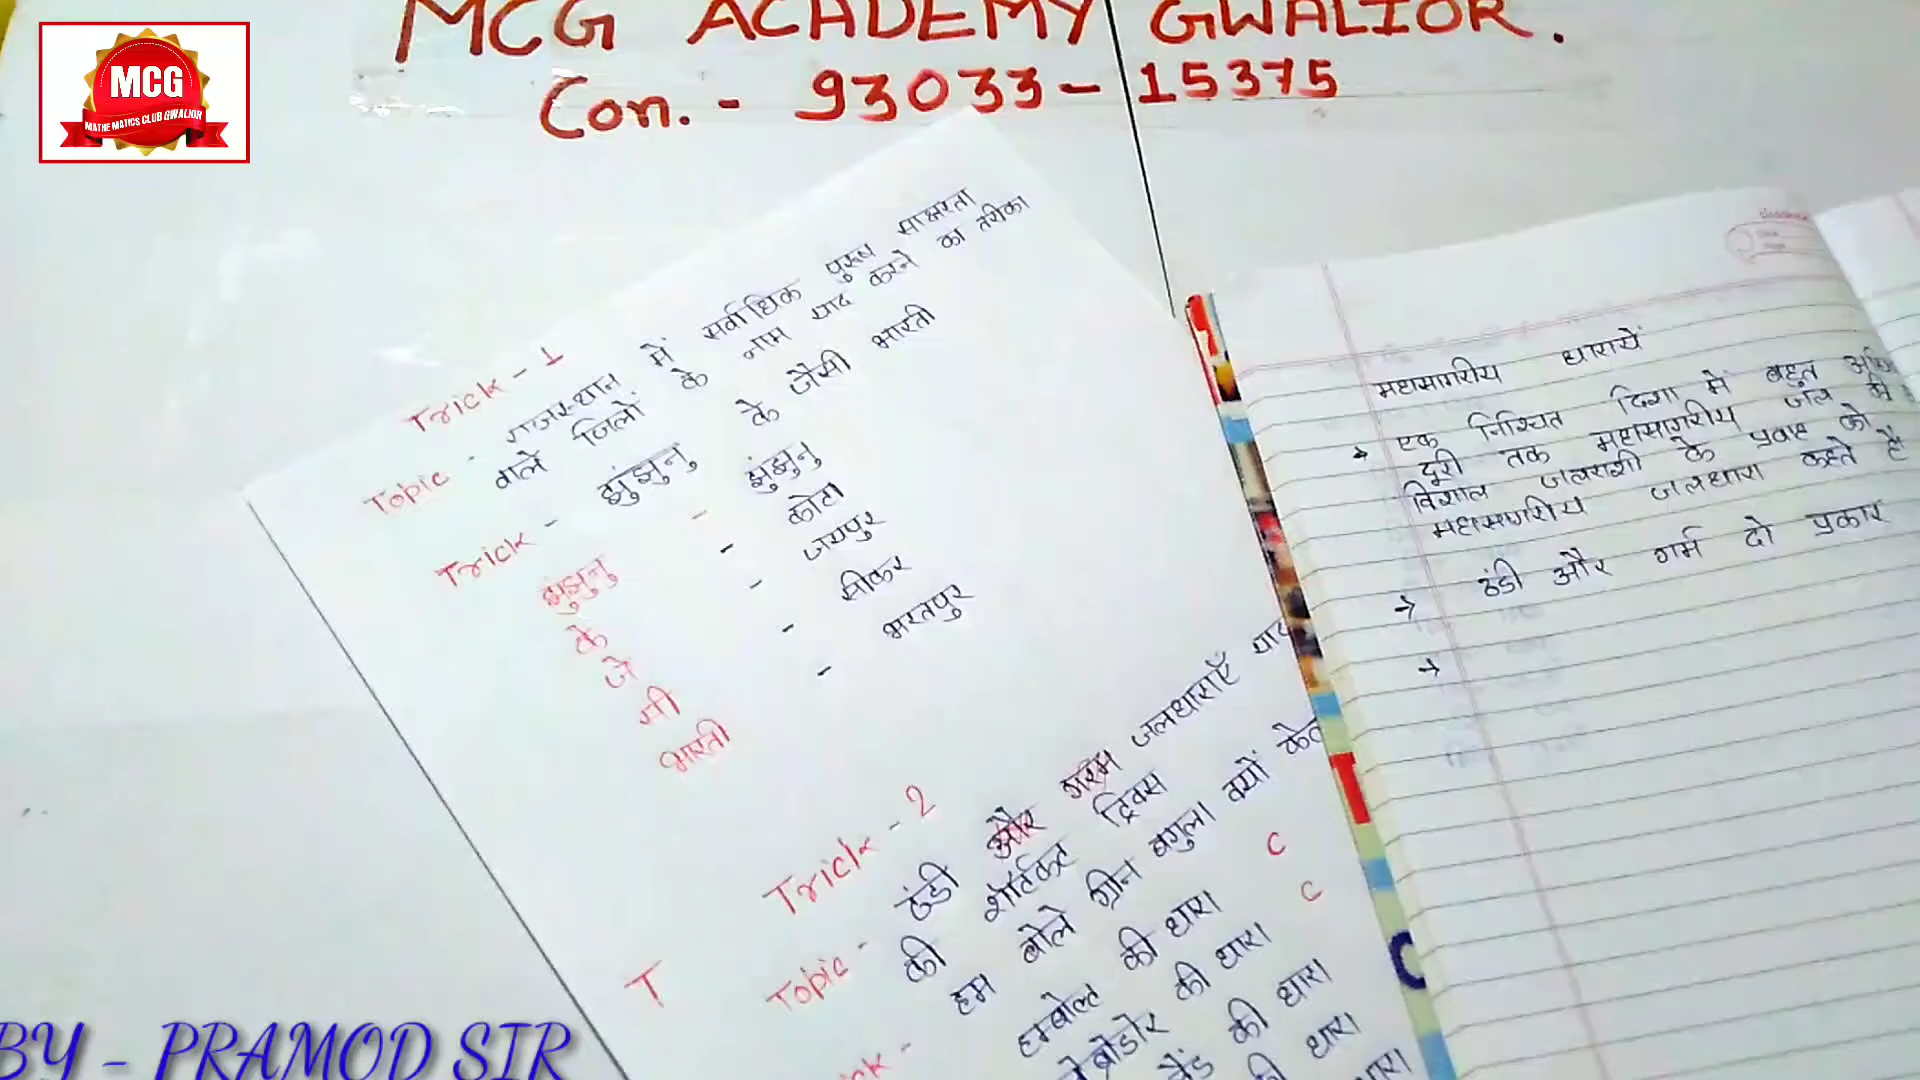 MCG ACADEMY GWALIOR.
Con. - 93033-15375
MCG
MATHE MATICS CLUB GWALIOR
Trick - 1
Topic - राजस्थान में सर्वाधिक पुरुष साक्षरता
वाले जिलों के नाम याद करने का तरीका
Trick - झुंझुनु के जैसी भारती
झुंझुनु - झुंझुनु
के - कोटा
जै - जयपुर
सी - सीकर
भारती - भरतपुर
Trick - 2
Topic - ठंडी और गरम जलधाराएँ याद
की शॉर्टकट ट्रिक्स
हम बोले ग्रीन बगुला क्यों
हम्बोल्ट की धारा C
की धारा C
की धारा
धारा
T
महासागरीय धारायें
→ एक निश्चित दिशा में बहुत
दूरी तक महासागरीय जल की
विशाल जलराशी के प्रवाह को
महासागरीय जलधारा कहते है
→ ठंडी और गर्म दो प्रकार
→
BY - PRAMOD SIR